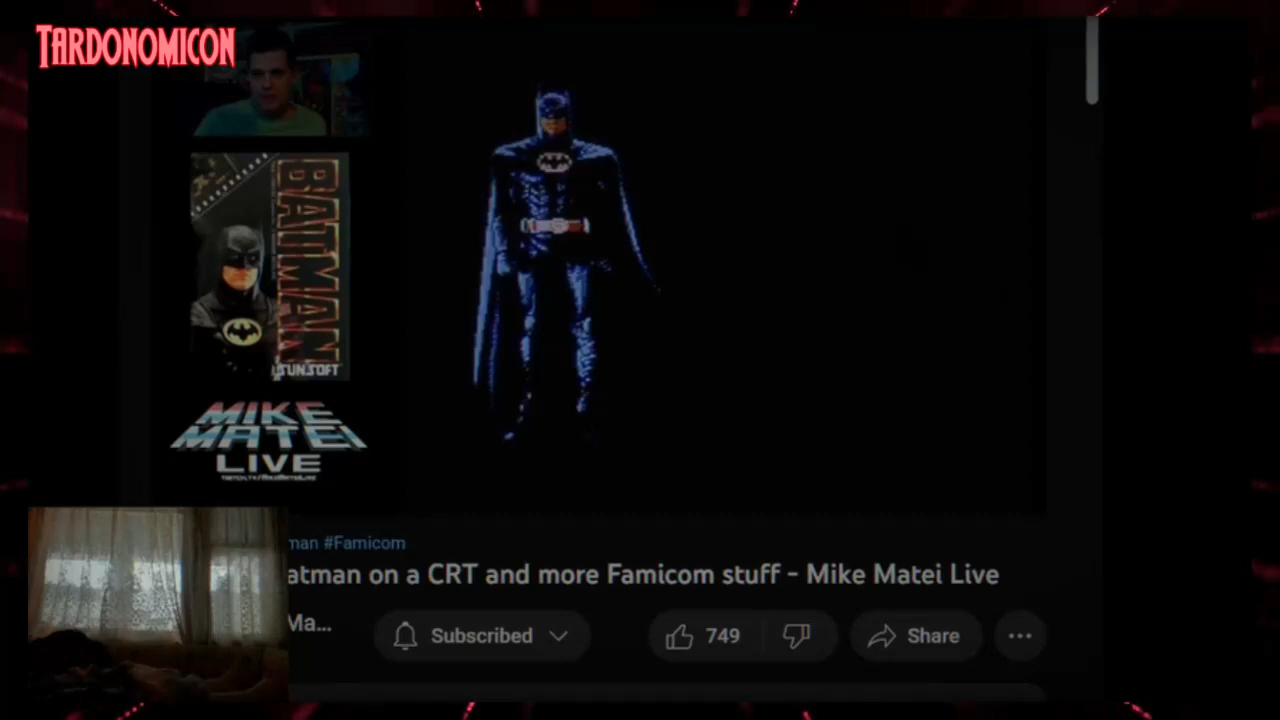 TARDONOMICON
BATMAN
SUNSOFT
MIKE
MATEI
LIVE
man #Famicom
atman on a CRT and more Famicom stuff - Mike Matei Live
Ma...
Subscribed
749
Share